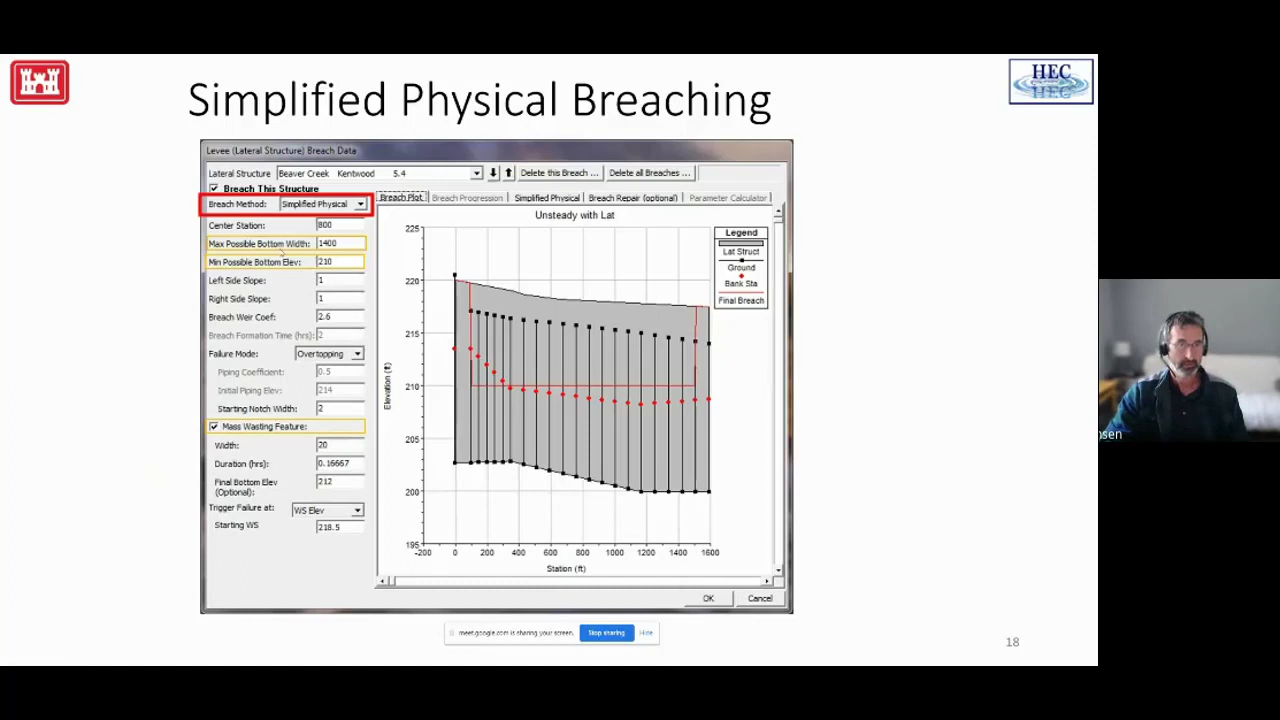 Simplified Physical Breaching
HEC
HEC
Levee (Lateral Structure) Breach Data
Lateral Structure Beaver Creek Kentwood 5.4 Delete this Breach ... Delete all Breaches ...
Breach This Structure
Breach Method: Simplified Physical
Breach Plot Breach Progression Simplified Physical Breach Repair (optional) Parameter Calculator
Center Station: 800
Max Possible Bottom Width: 1400
Min Possible Bottom Elev: 210
Left Side Slope: 1
Right Side Slope: 1
Breach Weir Coef: 2.6
Breach Formation Time (hrs): 2
Failure Mode: Overtopping
Piping Coefficient: 0.5
Initial Piping Elev: 214
Starting Notch Width: 2
Mass Wasting Feature:
Width: 20
Duration (hrs): 0.16667
Final Bottom Elev 212
(Optional):
Trigger Failure at: WS Elev
Starting WS 218.5
Unsteady with Lat
Legend
Lat Struct
Ground
Bank Sta
Final Breach
Elevation (ft)
225
220
215
210
205
200
195
-200 0 200 400 600 800 1000 1200 1400 1600
Station (ft)
OK Cancel
meet.google.com is sharing your screen. Stop sharing Hide
18
nsen